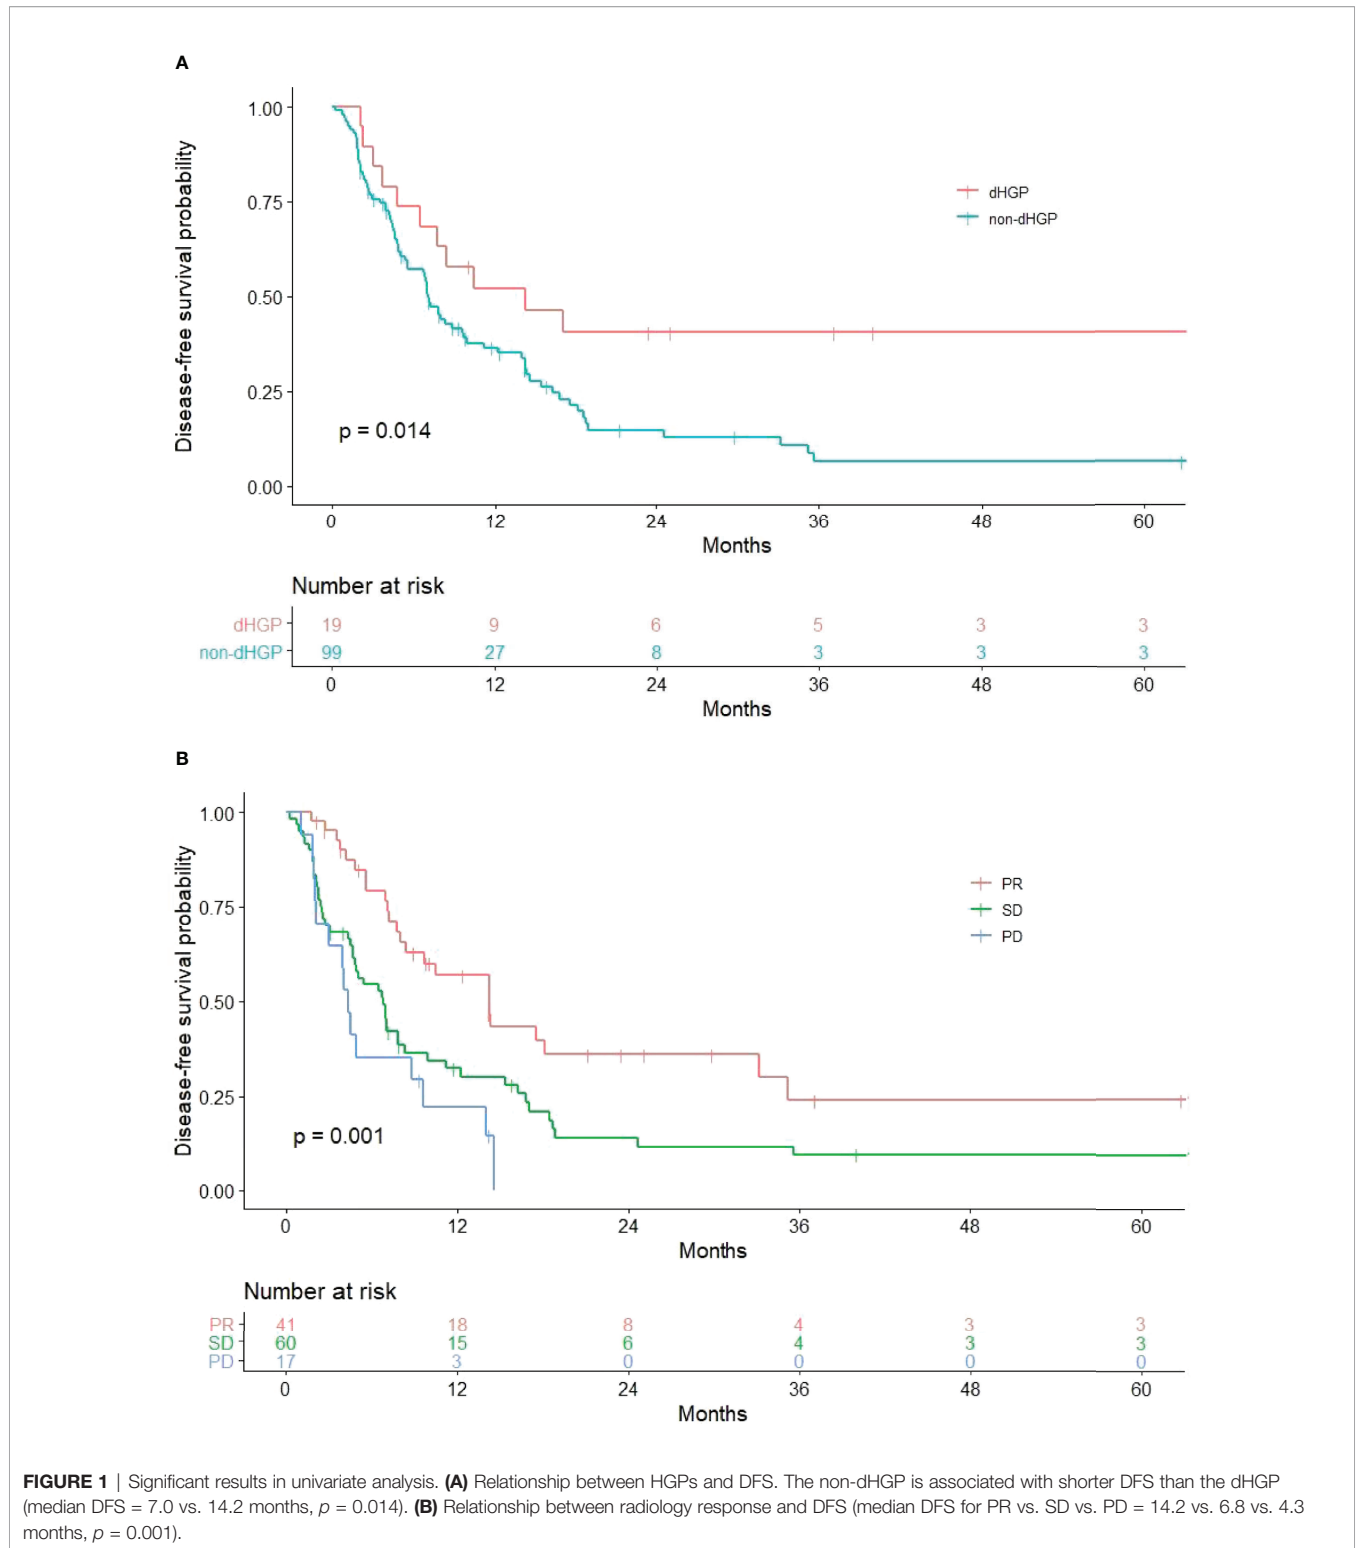 A
Disease-free survival probability
1.00
0.75
0.50
0.25
0.00
dHGP
non-dHGP
p = 0.014
0 12 24 36 48 60
Months
Number at risk
dHGP 19 9 6 5 3 3
non-dHGP 99 27 8 3 3 3
0 12 24 36 48 60
Months
B
Disease-free survival probability
1.00
0.75
0.50
0.25
0.00
PR
SD
PD
p = 0.001
0 12 24 36 48 60
Months
Number at risk
PR 41 18 8 4 3 3
SD 60 15 6 4 3 3
PD 17 3 0 0 0 0
0 12 24 36 48 60
Months
FIGURE 1 | Significant results in univariate analysis. (A) Relationship between HGPs and DFS. The non-dHGP is associated with shorter DFS than the dHGP
(median DFS = 7.0 vs. 14.2 months, p = 0.014). (B) Relationship between radiology response and DFS (median DFS for PR vs. SD vs. PD = 14.2 vs. 6.8 vs. 4.3
months, p = 0.001).